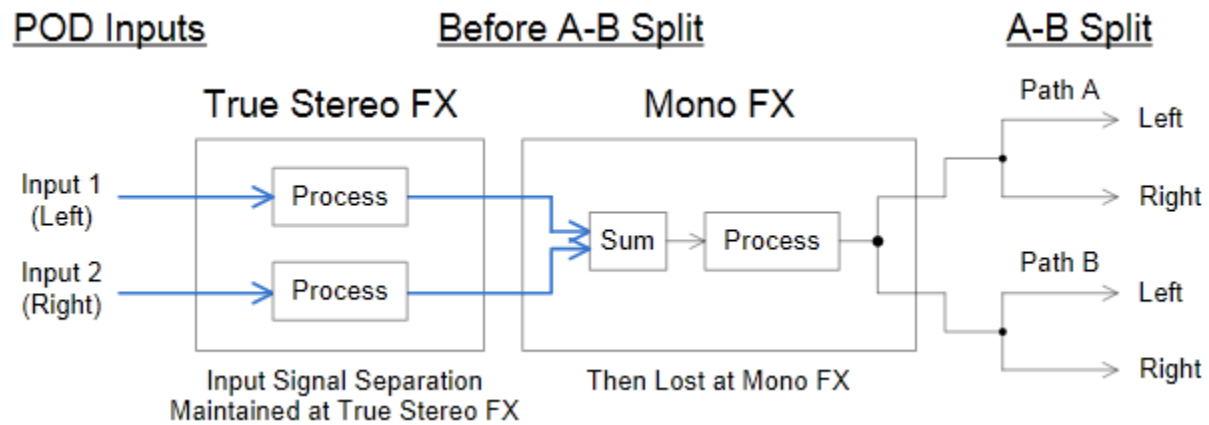 POD Inputs
Before A-B Split
A-B Split
True Stereo FX
Mono FX
Path A
Left
Input 1
(Left)
Process
Right
Sum
Process
Input 2
(Right)
Process
Path B
Left
Right
Input Signal Separation
Maintained at True Stereo FX
Then Lost at Mono FX